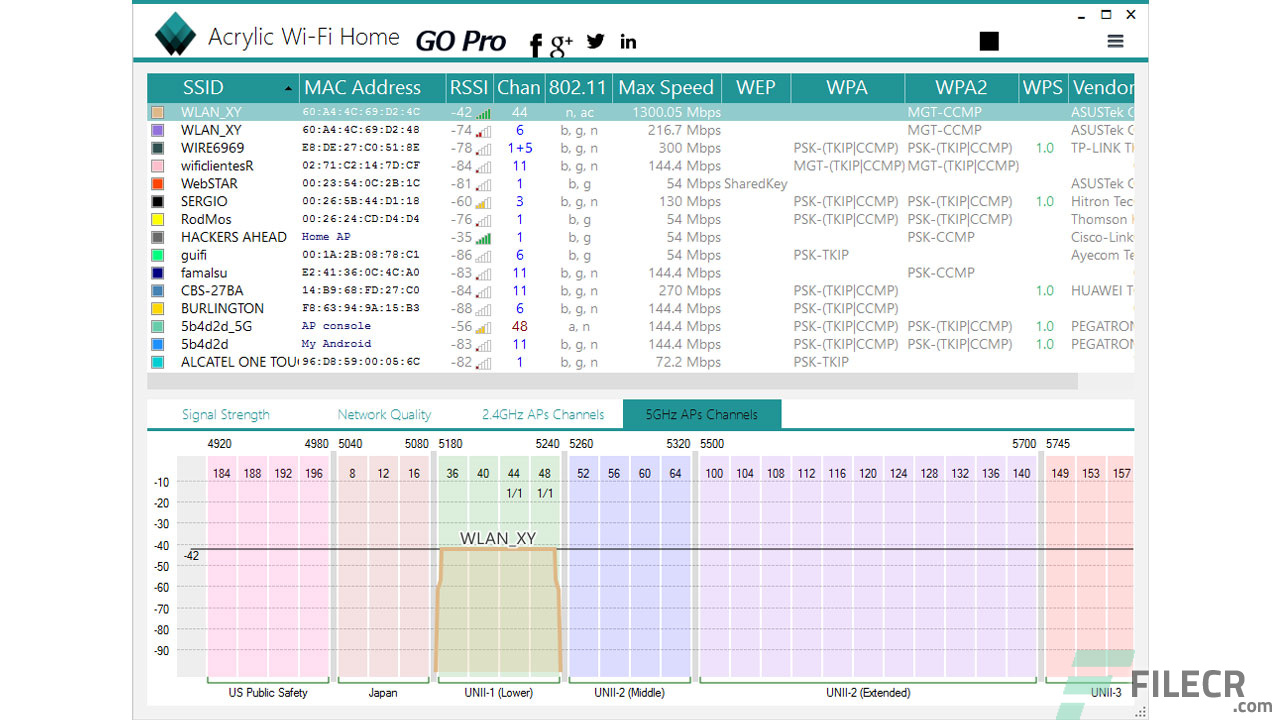 Acrylic Wi-Fi Home GO Pro f g+ in
SSID MAC Address RSSI Chan 802.11 Max Speed WEP WPA WPA2 WPS Vendor
WLAN_XY 60:A4:4C:69:D2:4C -42 44 n, ac 1300.05 Mbps MGT-CCMP ASUSTek C
WLAN_XY 60:A4:4C:69:D2:48 -74 6 b, g, n 216.7 Mbps MGT-CCMP ASUSTek C
WIRE6969 E8:DE:27:C0:51:8E -78 1+5 b, g, n 300 Mbps PSK-(TKIP|CCMP) PSK-(TKIP|CCMP) 1.0 TP-LINK T
wificlientesR 02:71:C2:14:7D:CF -84 11 b, g, n 144.4 Mbps MGT-(TKIP|CCMP) MGT-(TKIP|CCMP)
WebSTAR 00:23:54:0C:2B:1C -81 1 b, g 54 Mbps SharedKey ASUSTek C
SERGIO 00:26:5B:44:D1:18 -60 3 b, g, n 130 Mbps PSK-(TKIP|CCMP) PSK-(TKIP|CCMP) 1.0 Hitron Tec
RodMos 00:26:24:CD:D4:D4 -76 1 b, g 54 Mbps PSK-(TKIP|CCMP) PSK-(TKIP|CCMP) Thomson
HACKERS AHEAD Home AP -35 1 b, g 54 Mbps PSK-CCMP Cisco-Link
guifi 00:1A:2B:08:78:C1 -86 6 b, g 54 Mbps PSK-TKIP Ayecom Te
famalsu E2:41:36:0C:4C:A0 -83 11 b, g, n 144.4 Mbps PSK-CCMP
CBS-27BA 14:B9:68:FD:27:C0 -84 11 b, g, n 270 Mbps PSK-(TKIP|CCMP) 1.0 HUAWEI T
BURLINGTON F8:63:94:9A:15:B3 -88 6 b, g, n 144.4 Mbps PSK-(TKIP|CCMP)
5b4d2d_5G AP console -56 48 a, n 144.4 Mbps PSK-(TKIP|CCMP) PSK-(TKIP|CCMP) 1.0 PEGATRON
5b4d2d My Android -83 11 b, g, n 144.4 Mbps PSK-(TKIP|CCMP) PSK-(TKIP|CCMP) 1.0 PEGATRON
ALCATEL ONE TOU 96:D8:59:00:05:6C -82 1 b, g, n 72.2 Mbps PSK-TKIP
Signal Strength Network Quality 2.4GHz APs Channels 5GHz APs Channels
4920 4980 5040 5080 5180 5240 5260 5320 5500 5700 5745
184 188 192 196 8 12 16 36 40 44 48 52 56 60 64 100 104 108 112 116 120 124 128 132 136 140 149 153 157
-10
1/1 1/1
-20
-30
WLAN_XY
-40
-42
-50
-60
-70
-80
-90
US Public Safety Japan UNII-1 (Lower) UNII-2 (Middle) UNII-2 (Extended) UNII-3
FILECR
.com